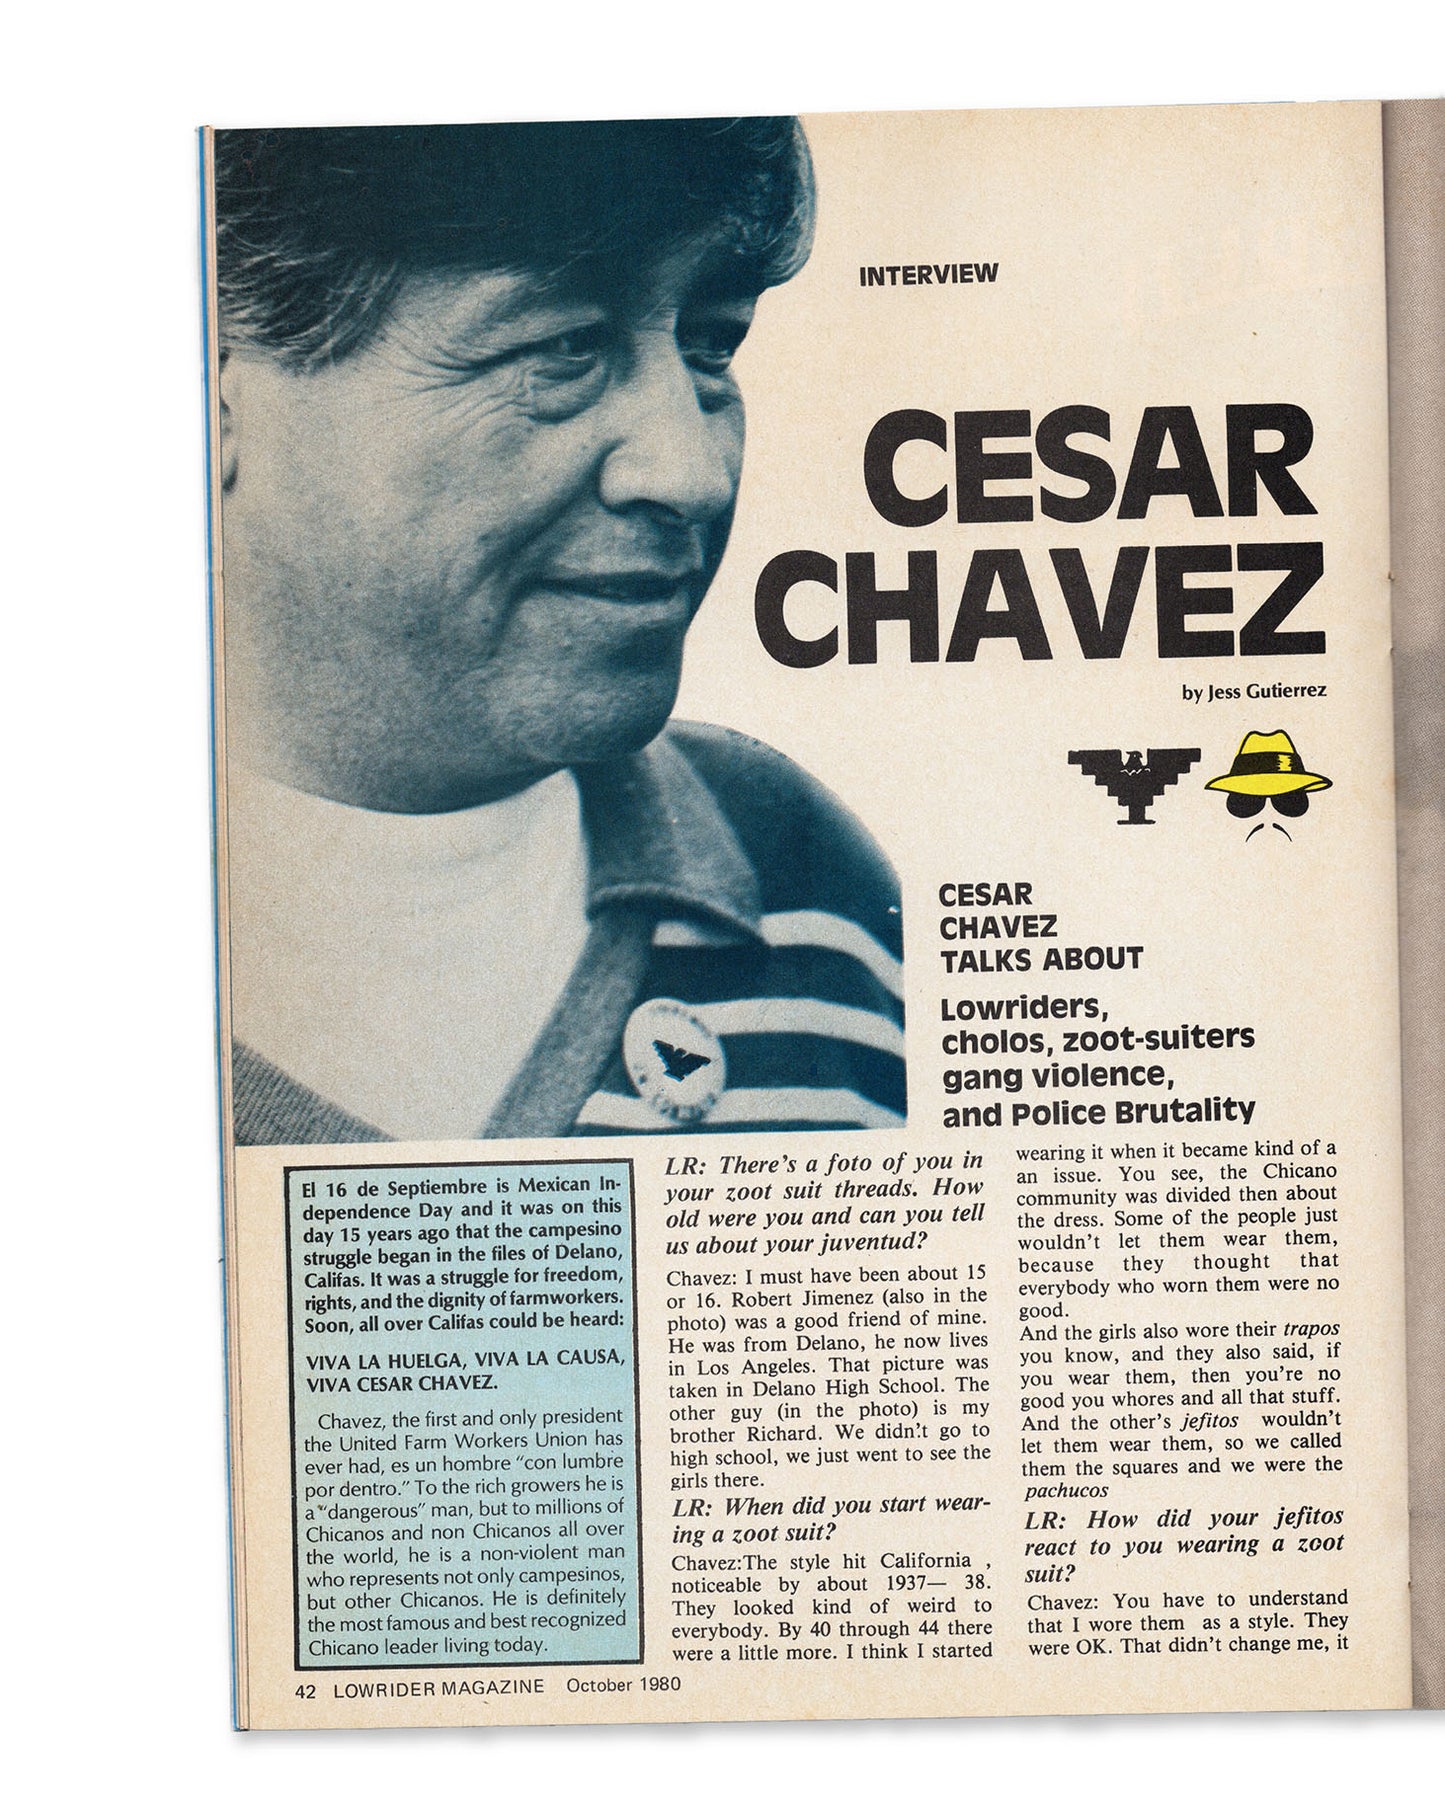 INTERVIEW
CESAR
CHAVEZ
by Jess Gutierrez
CESAR
CHAVEZ
TALKS ABOUT
Lowriders,
cholos, zoot-suiters
gang violence,
and Police Brutality
El 16 de Septiembre is Mexican In-
dependence Day and it was on this
day 15 years ago that the campesino
struggle began in the files of Delano,
Califas. It was a struggle for freedom,
rights, and the dignity of farmworkers.
Soon, all over Califas could be heard:
VIVA LA HUELGA, VIVA LA CAUSA,
VIVA CESAR CHAVEZ.
Chavez, the first and only president
the United Farm Workers Union has
ever had, es un hombre "con lumbre
por dentro." To the rich growers he is
a "dangerous" man, but to millions of
Chicanos and non Chicanos all over
the world, he is a non-violent man
who represents not only campesinos,
but other Chicanos. He is definitely
the most famous and best recognized
Chicano leader living today.
LR: There's a foto of you in
your zoot suit threads. How
old were you and can you tell
us about your juventud?
Chavez: I must have been about 15
or 16. Robert Jimenez (also in the
photo) was a good friend of mine.
He was from Delano, he now lives
in Los Angeles. That picture was
taken in Delano High School. The
other guy (in the photo) is my
brother Richard. We didn't go to
high school, we just went to see the
girls there.
LR: When did you start wear-
ing a zoot suit?
Chavez:The style hit California ,
noticeable by about 1937— 38.
They looked kind of weird to
everybody. By 40 through 44 there
were a little more. I think I started
wearing it when it became kind of a
an issue. You see, the Chicano
community was divided then about
the dress. Some of the people just
wouldn't let them wear them,
because they thought that
everybody who worn them were no
good.
And the girls also wore their trapos
you know, and they also said, if
you wear them, then you're no
good you whores and all that stuff.
And the other's jefitos wouldn't
let them wear them, so we called
them the squares and we were the
pachucos
LR: How did your jefitos
react to you wearing a zoot
suit?
Chavez: You have to understand
that I wore them as a style. They
were OK. That didn't change me, it
42 LOWRIDER MAGAZINE October 1980